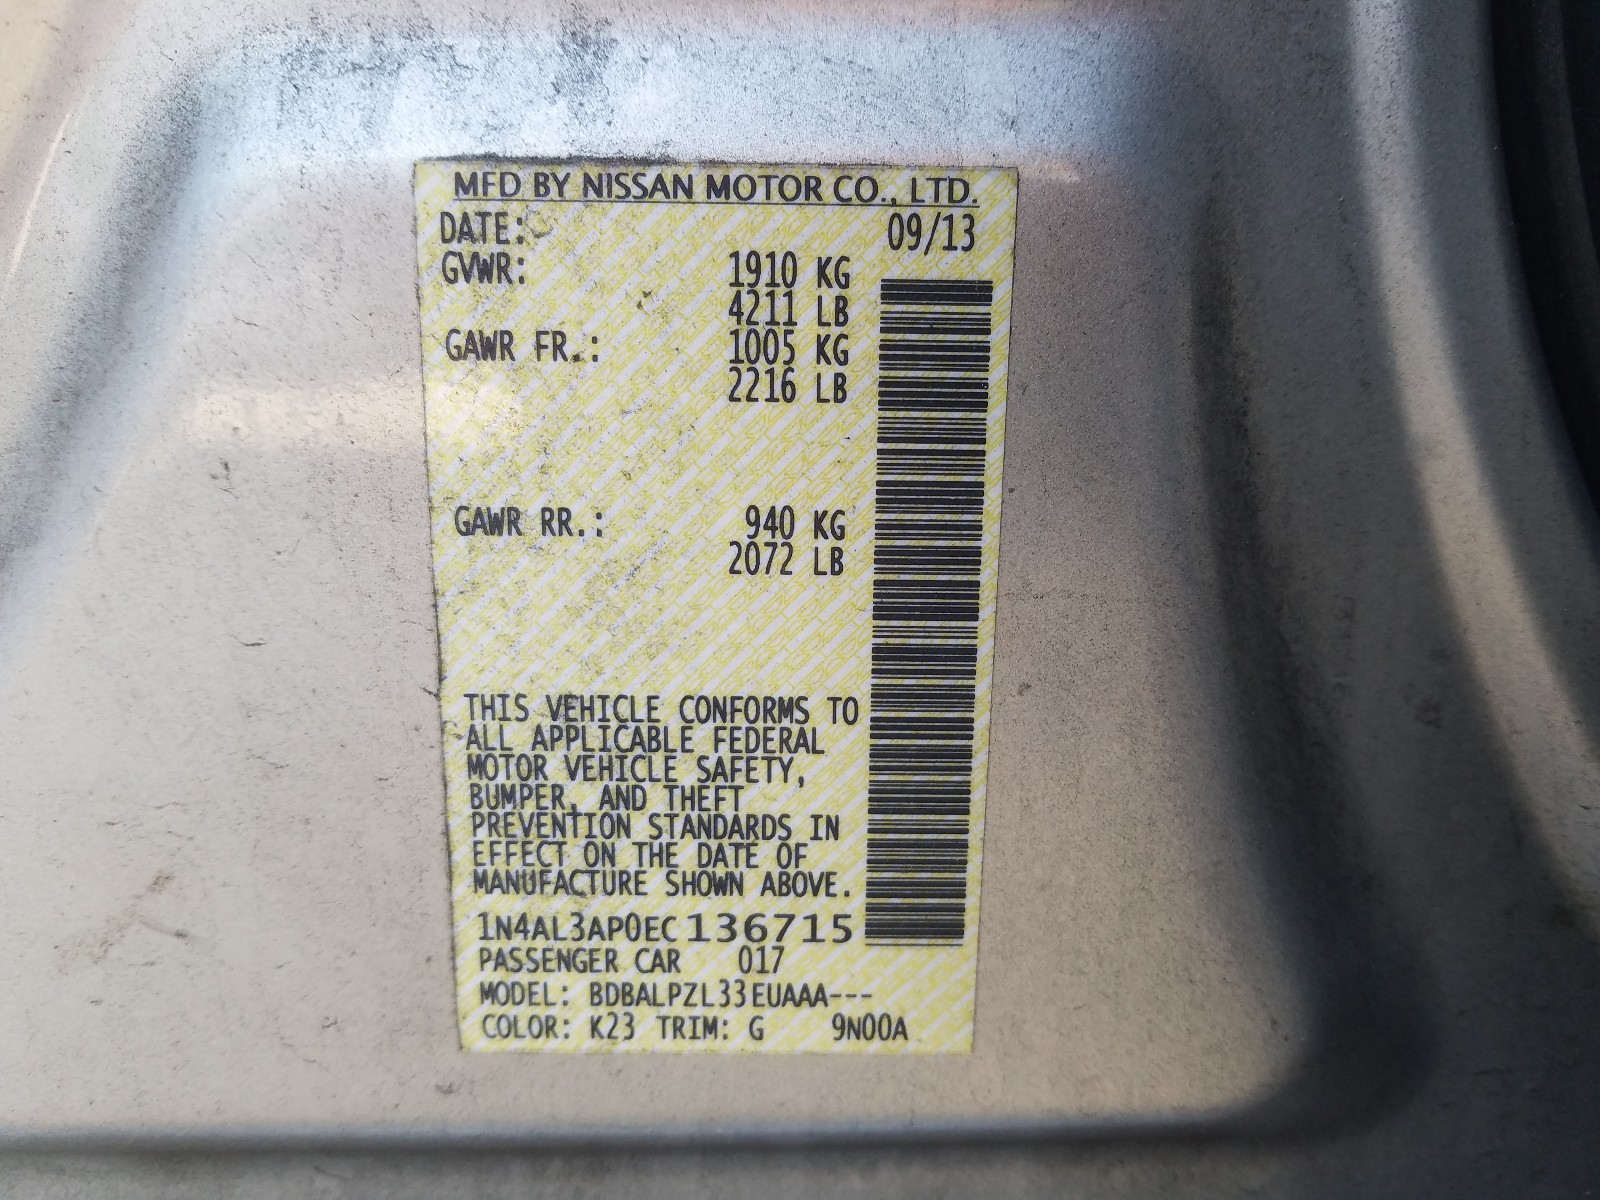 MFD BY NISSAN MOTOR CO., LTD.
DATE: 09/13
GVWR: 1910 KG
4211 LB
GAWR FR.: 1005 KG
2216 LB
GAWR RR.: 940 KG
2072 LB
THIS VEHICLE CONFORMS TO
ALL APPLICABLE FEDERAL
MOTOR VEHICLE SAFETY,
BUMPER, AND THEFT
PREVENTION STANDARDS IN
EFFECT ON THE DATE OF
MANUFACTURE SHOWN ABOVE.
1N4AL3AP0EC136715
PASSENGER CAR 017
MODEL: BDBALPZL33EUAAA---
COLOR: K23 TRIM: G 9N00A